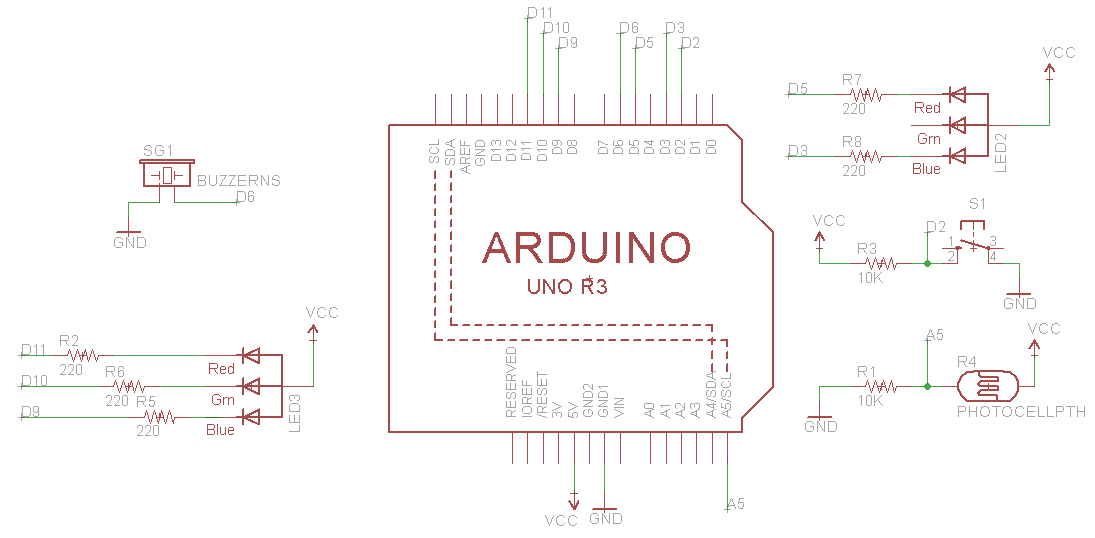 D11
D10
D9
D6
D5
D3
D2
SCL
SDA
AREF
GND
D13
D12
D11
D10
D9
D8
D7
D6
D5
D4
D3
D2
D1
D0
ARDUINO
UNO R3
RESERVED
IOREF
/RESET
3V
5V
GND2
GND1
VIN
A0
A1
A2
A3
A4/SDA
A5/SCL
VCC
GND
A5
SG1
BUZZERNS
D6
GND
VCC
D11
R2
220
Red
D10
R6
220
Grn
D9
R5
220
Blue
LED3
VCC
D5
R7
220
Red
Grn
D3
R8
220
Blue
LED2
S1
VCC
D2
R3
10K
1
2
3
4
GND
A5
VCC
R1
10K
R4
PHOTOCELLPTH
GND